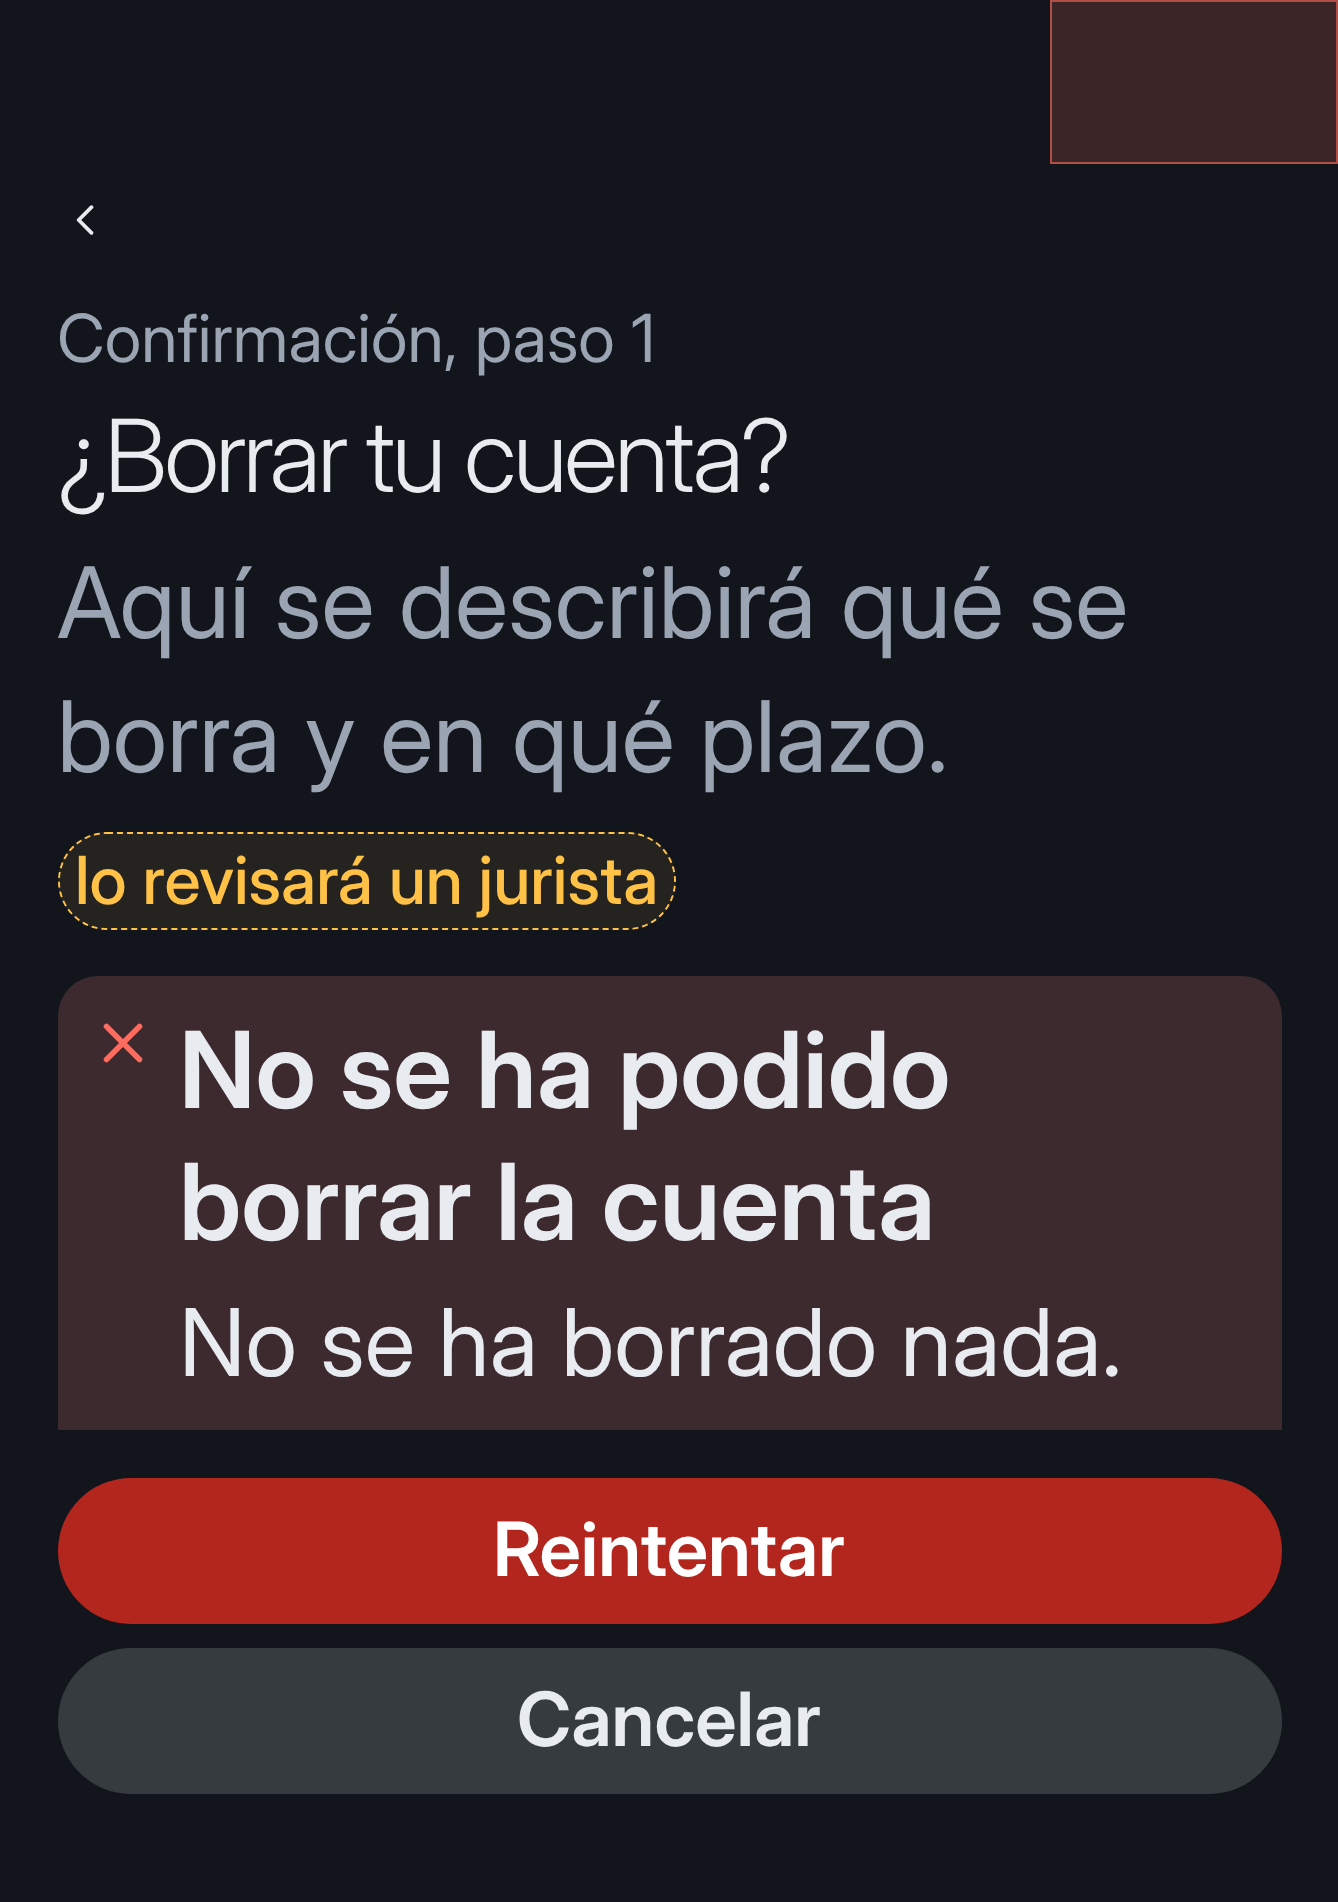 Confirmación, paso 1
¿Borrar tu cuenta?
Aquí se describirá qué se
borra y en qué plazo.
lo revisará un jurista
No se ha podido
borrar la cuenta
No se ha borrado nada.
Reintentar
Cancelar